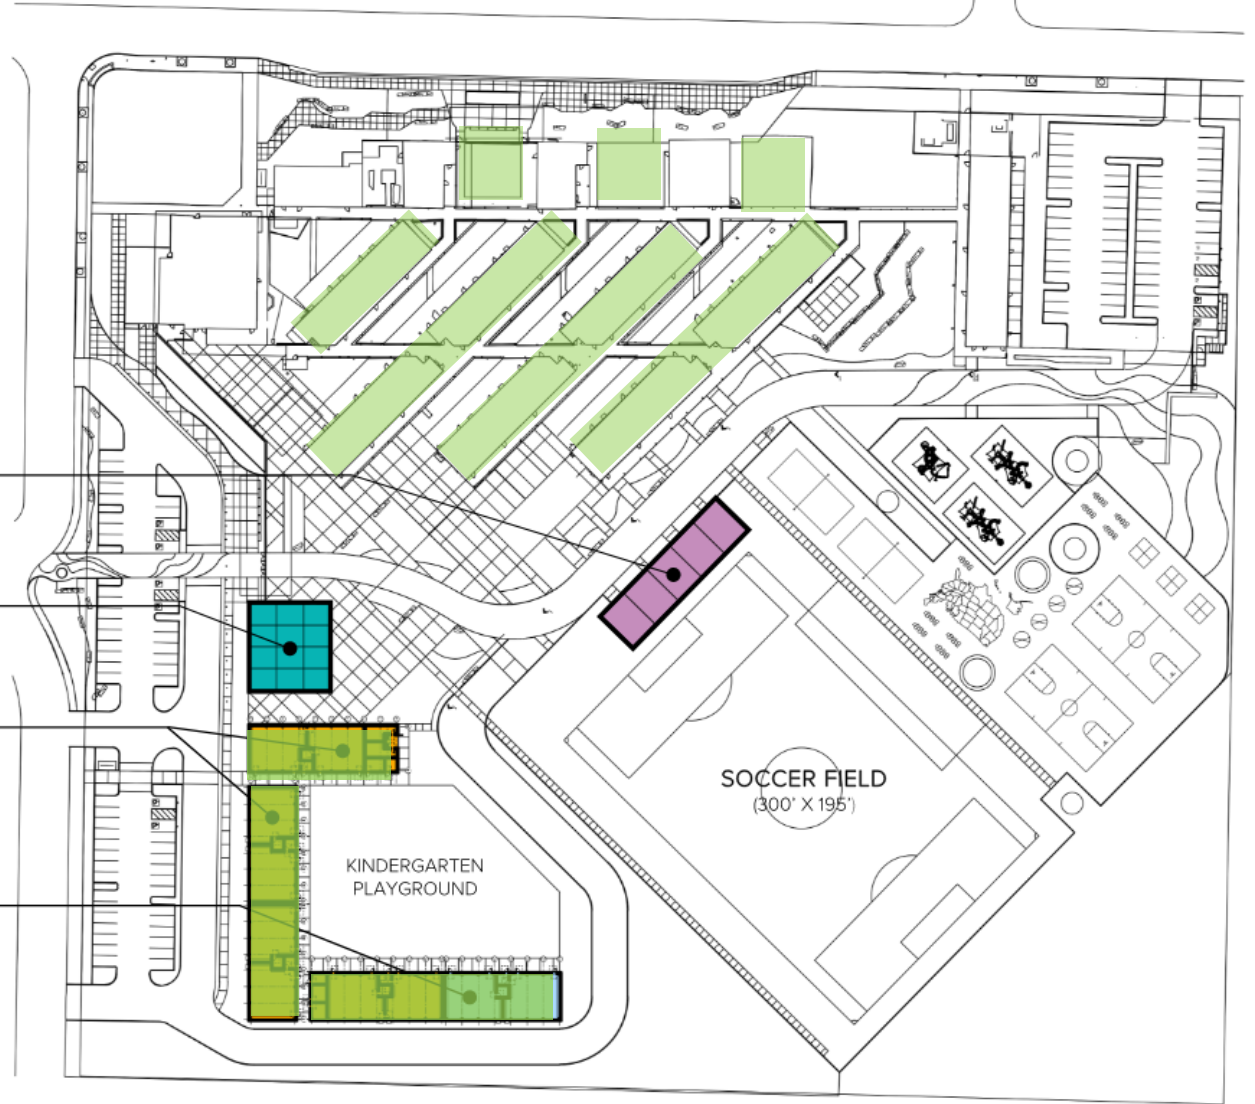 SOCCER FIELD
(300' X 195')
KINDERGARTEN
PLAYGROUND